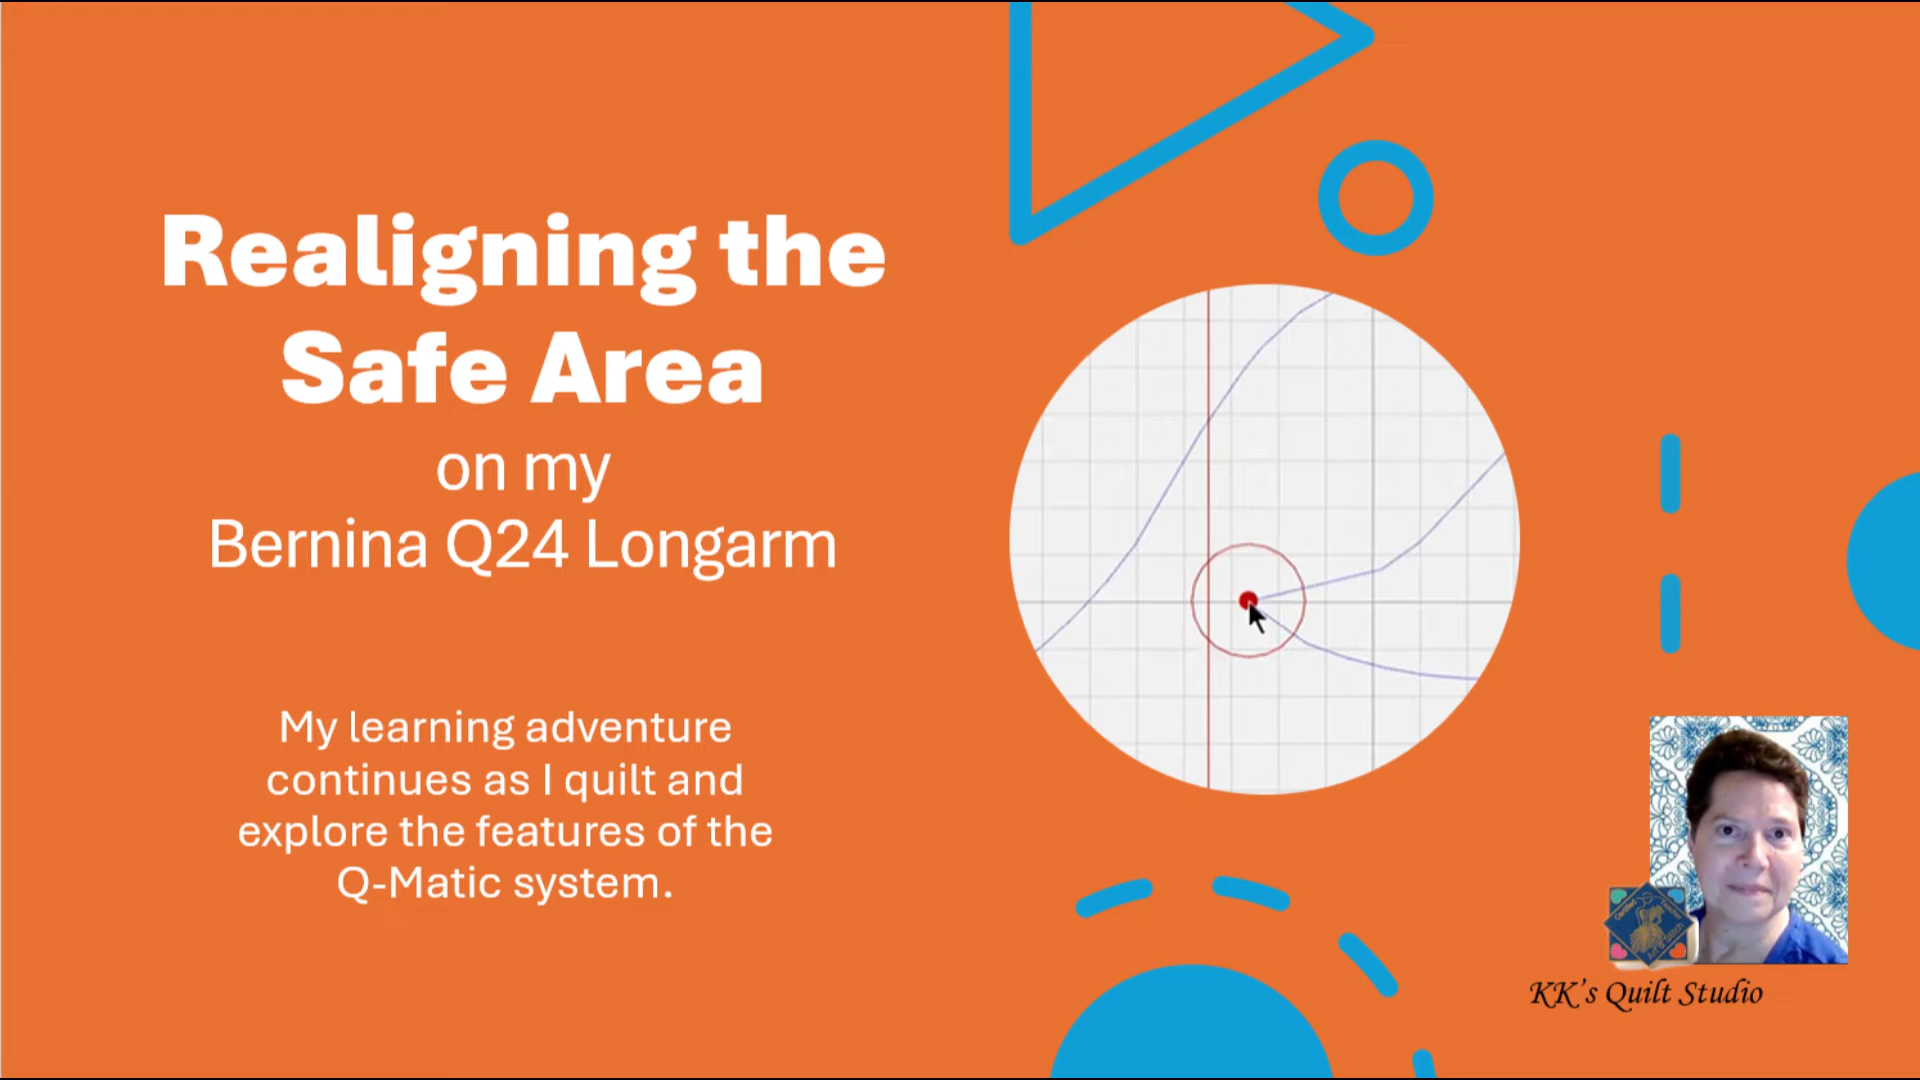 Realigning the
Safe Area
on my
Bernina Q24 Longarm
My learning adventure
continues as I quilt and
explore the features of the
Q-Matic system.
KK's Quilt Studio